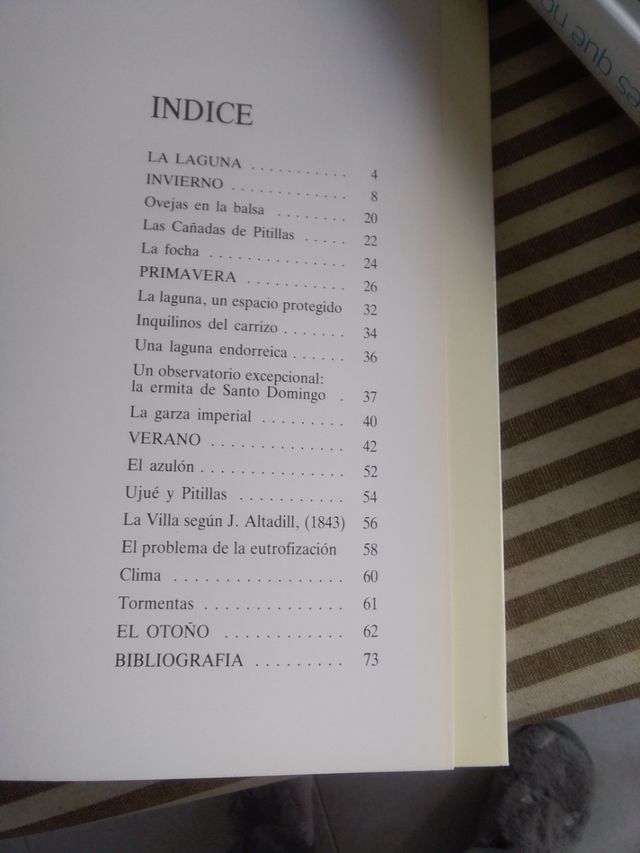 INDICE
LA LAGUNA . . . . . . . . . . 4
INVIERNO . . . . . . . . . . . . 8
Ovejas en la balsa . . . . . . . 20
Las Cañadas de Pitillas . . . . . 22
La focha . . . . . . . . . . . . . . 24
PRIMAVERA . . . . . . . . . . 26
La laguna, un espacio protegido 32
Inquilinos del carrizo . . . . . . . 34
Una laguna endorreica . . . . . . 36
Un observatorio excepcional:
la ermita de Santo Domingo . 37
La garza imperial . . . . . . . . . 40
VERANO . . . . . . . . . . . . . 42
El azulón . . . . . . . . . . . . . . 52
Ujué y Pitillas . . . . . . . . . . . 54
La Villa según J. Altadill, (1843) 56
El problema de la eutrofización 58
Clima . . . . . . . . . . . . . . . . . 60
Tormentas . . . . . . . . . . . . . . 61
EL OTOÑO . . . . . . . . . . . . 62
BIBLIOGRAFIA . . . . . . . . . 73
es que no